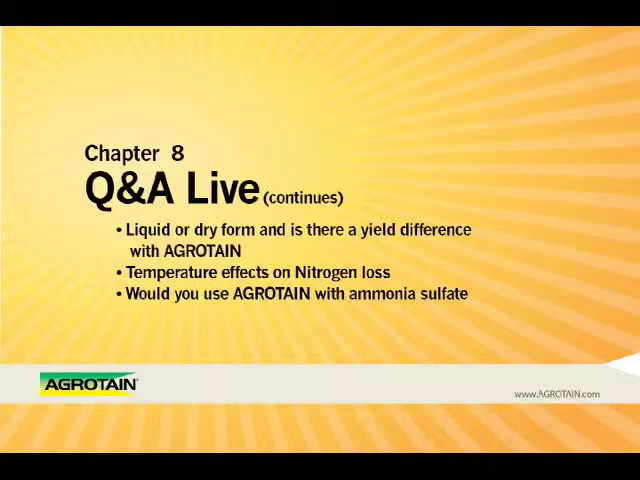 Chapter 8
Q&A Live (continues)
• Liquid or dry form and is there a yield difference
with AGROTAIN
• Temperature effects on Nitrogen loss
• Would you use AGROTAIN with ammonia sulfate
AGROTAIN®
www.AGROTAIN.com